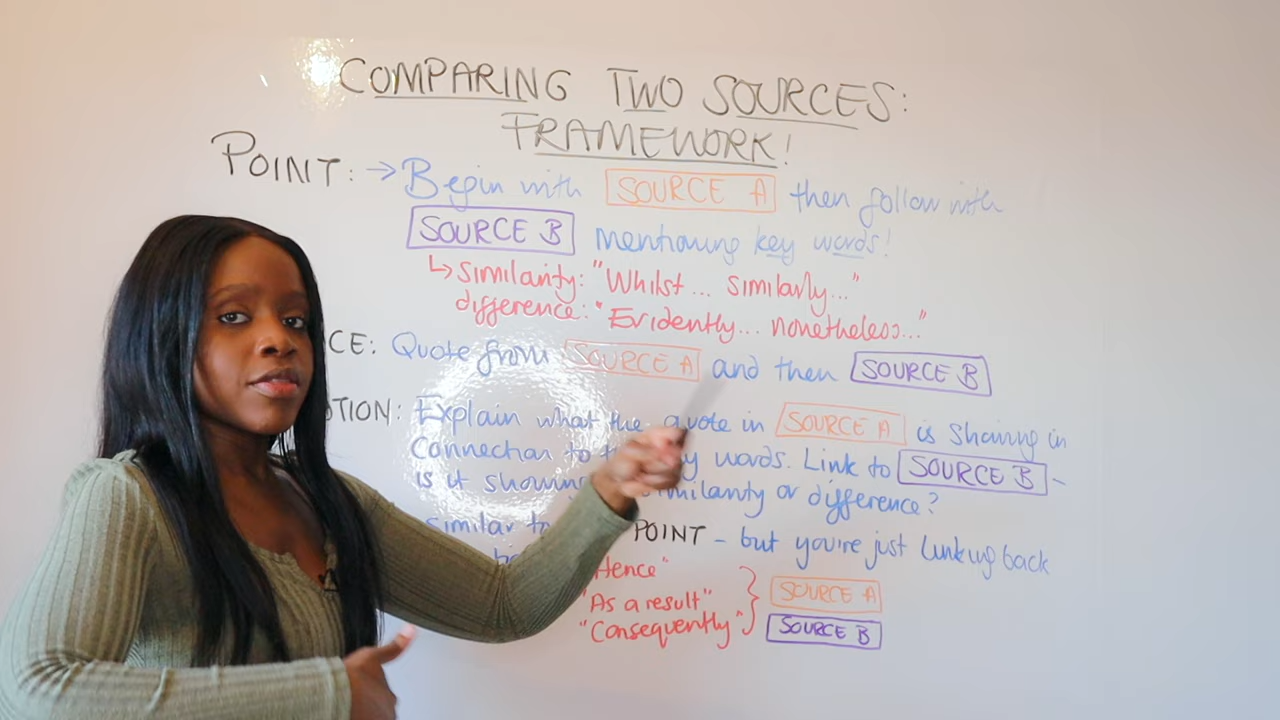 COMPARING TWO SOURCES:
FRAMEWORK!
POINT: → Begin with SOURCE A then follow with
SOURCE B mentioning key words!
↳ Similarity: "Whilst... similarly..."
difference: "Evidently... nonetheless..."
CE: Quote from SOURCE A and then SOURCE B
TION: Explain what the quote in SOURCE A is sharing in
Connection to words. Link to SOURCE B -
is it showing similarity or difference?
similar to POINT - but you're just linking back
"Hence"
"As a result" SOURCE A
"Consequently" SOURCE B